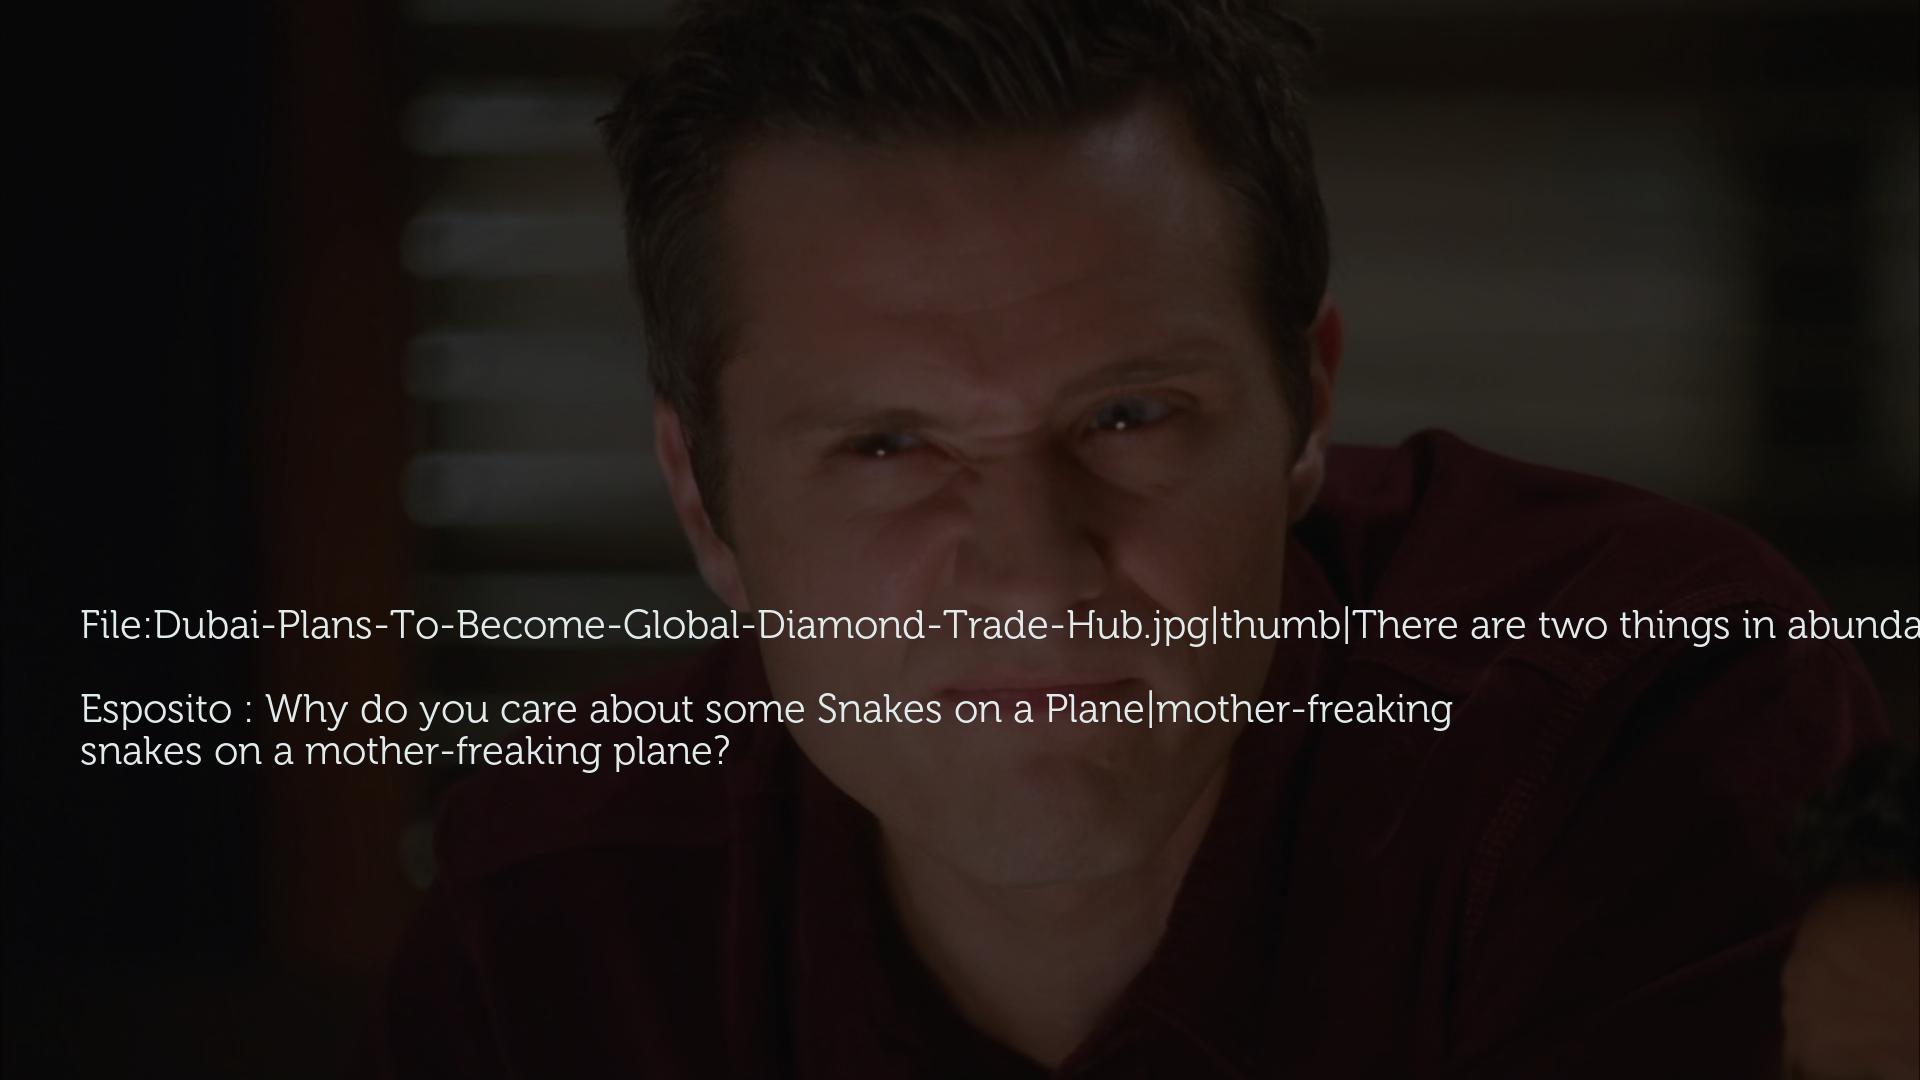 File:Dubai-Plans-To-Become-Global-Diamond-Trade-Hub.jpg|thumb|There are two things in
Esposito : Why do you care about some Snakes on a Plane|mother-freaking
snakes on a mother-freaking plane?